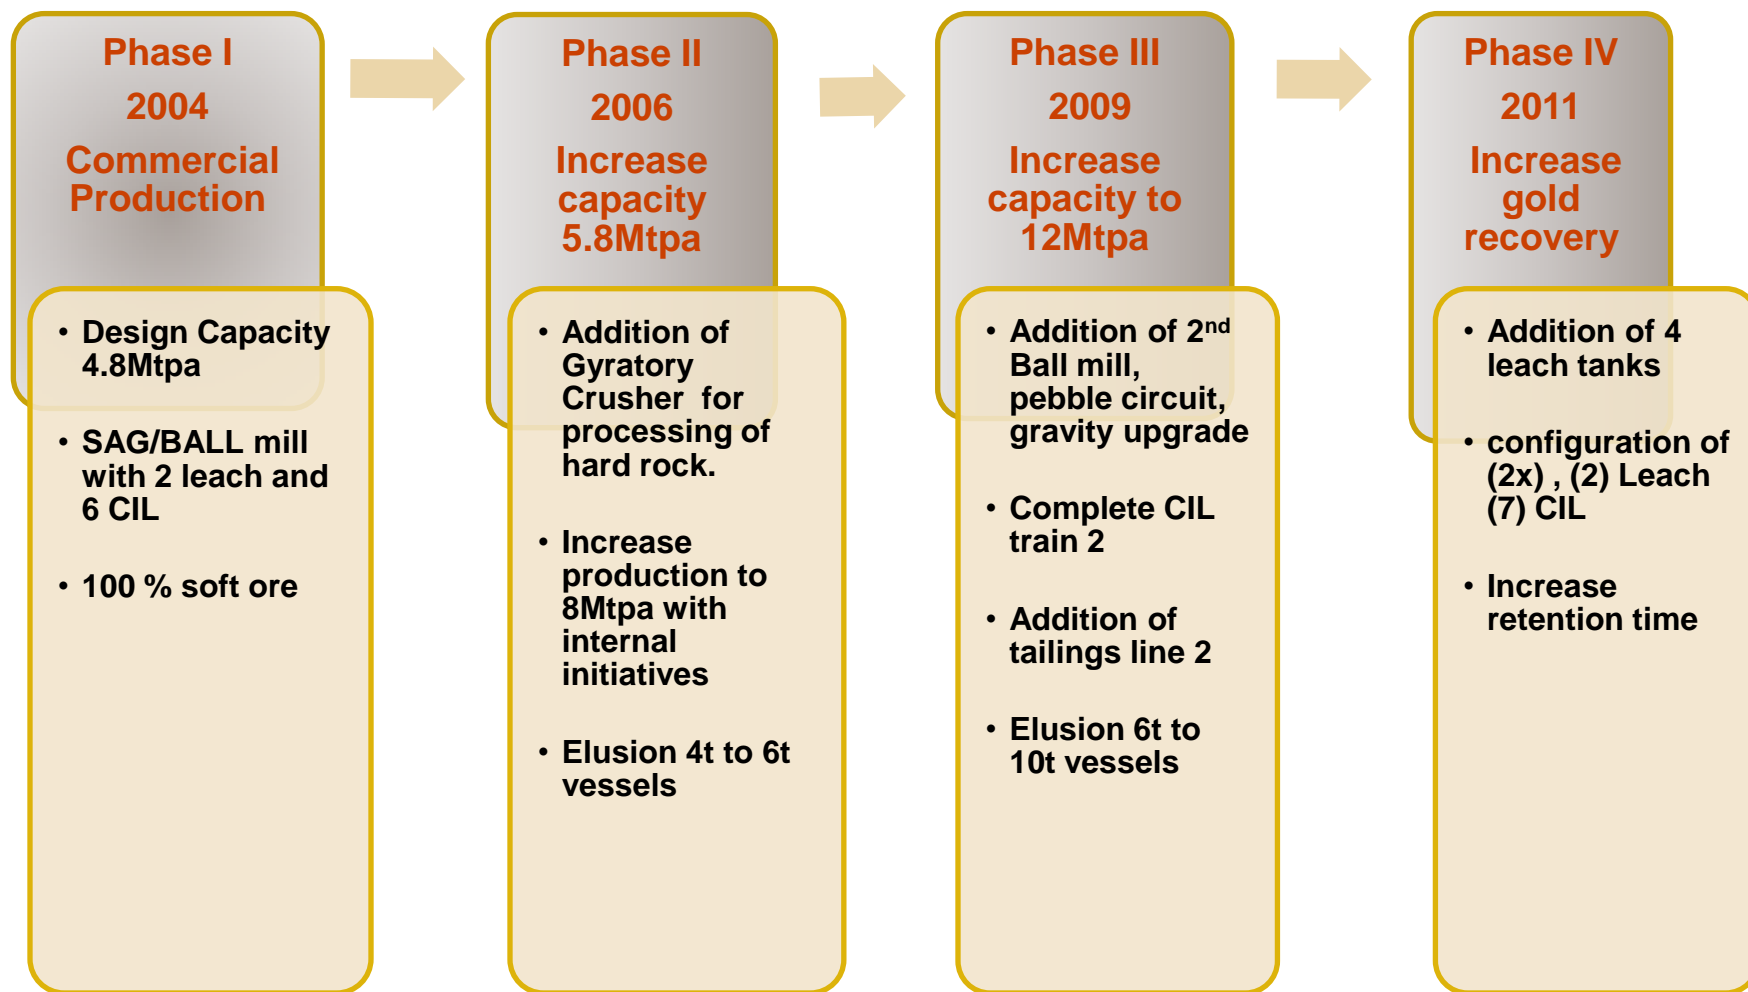 Phase I
2004
Commercial
Production
• Design Capacity
4.8Mtpa
• SAG/BALL mill
with 2 leach and
6 CIL
• 100 % soft ore
Phase II
2006
Increase
capacity
5.8Mtpa
• Addition of
Gyratory
Crusher for
processing of
hard rock.
• Increase
production to
8Mtpa with
internal
initiatives
• Elusion 4t to 6t
vessels
Phase III
2009
Increase
capacity to
12Mtpa
• Addition of 2nd
Ball mill,
pebble circuit,
gravity upgrade
• Complete CIL
train 2
• Addition of
tailings line 2
• Elusion 6t to
10t vessels
Phase IV
2011
Increase
gold
recovery
• Addition of 4
leach tanks
• configuration of
(2x) , (2) Leach
(7) CIL
• Increase
retention time